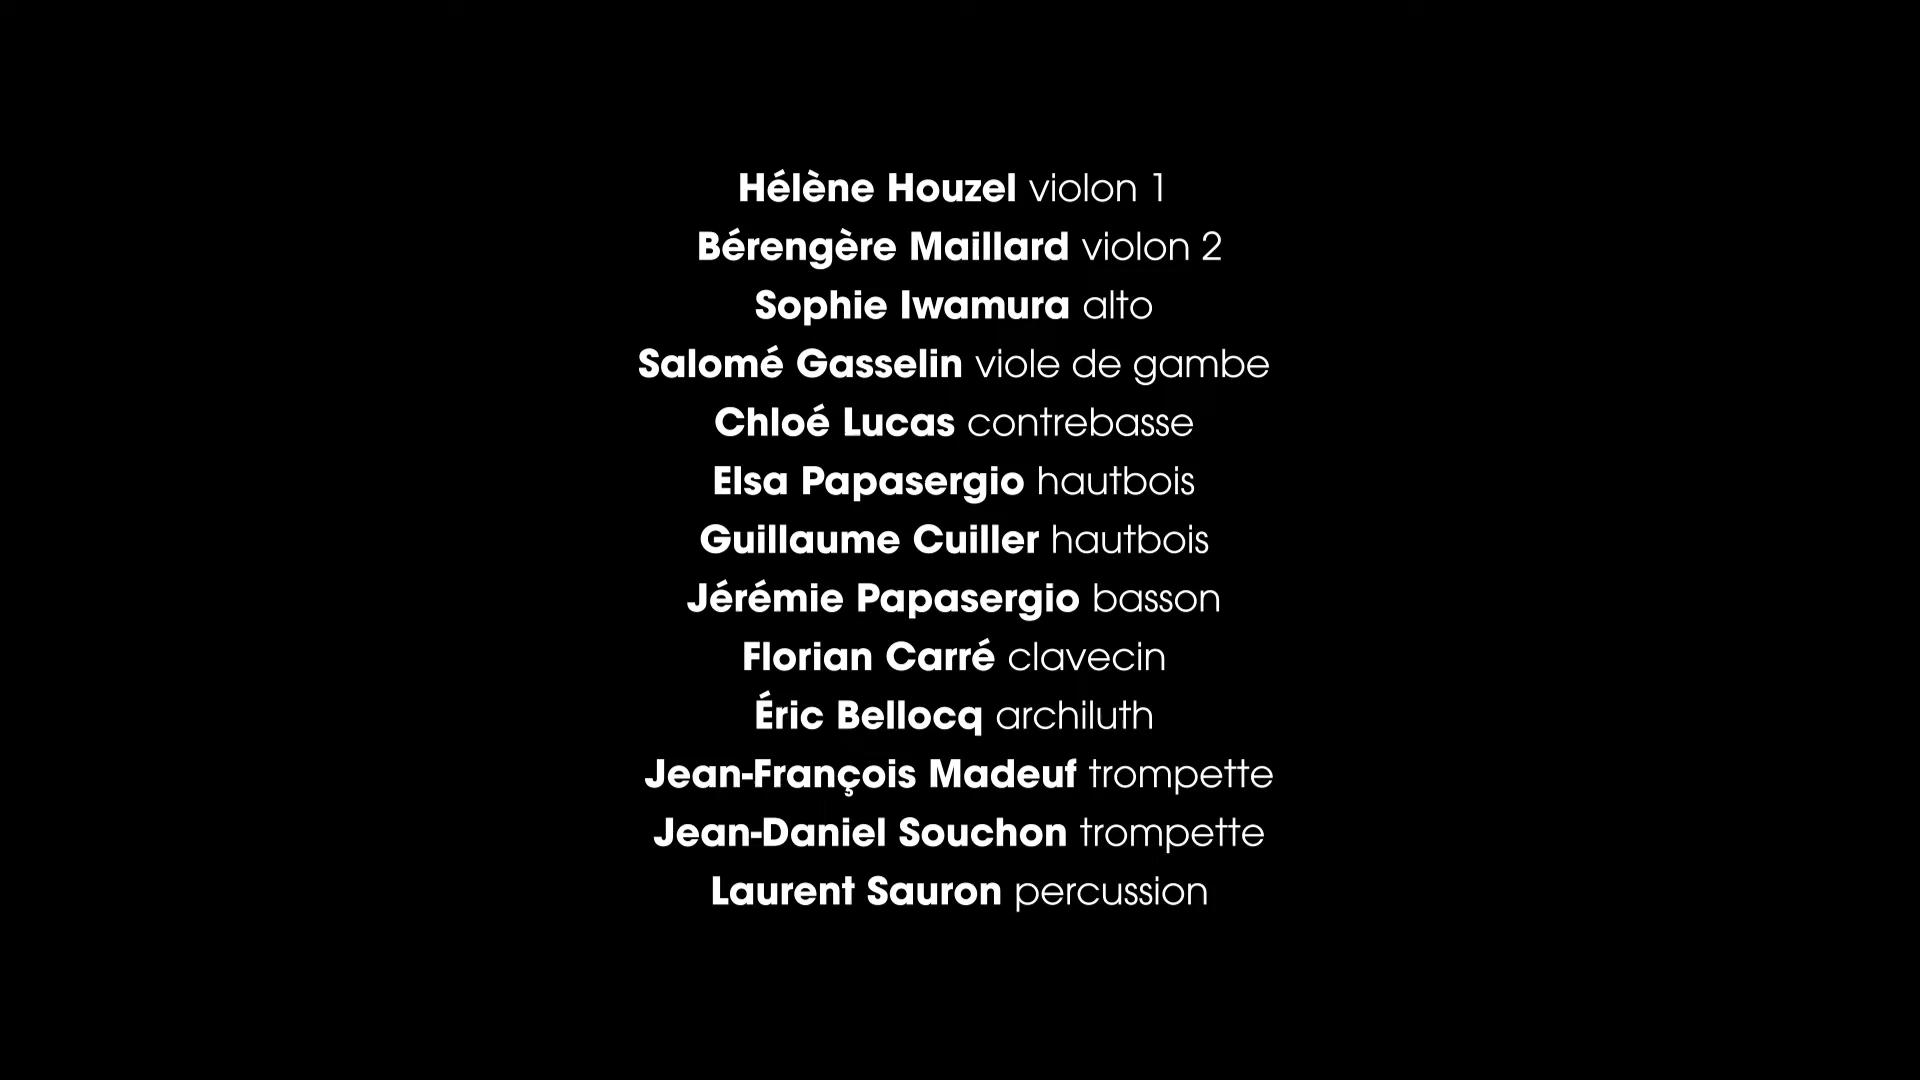 Hélène Houzel violon 1
Bérengère Maillard violon 2
Sophie Iwamura alto
Salomé Gasselin viole de gambe
Chloé Lucas contrebasse
Elsa Papasergio hautbois
Guillaume Cuiller hautbois
Jérémie Papasergio basson
Florian Carré clavecin
Éric Bellocq archiluth
Jean-François Madeuf trompette
Jean-Daniel Souchon trompette
Laurent Sauron percussion